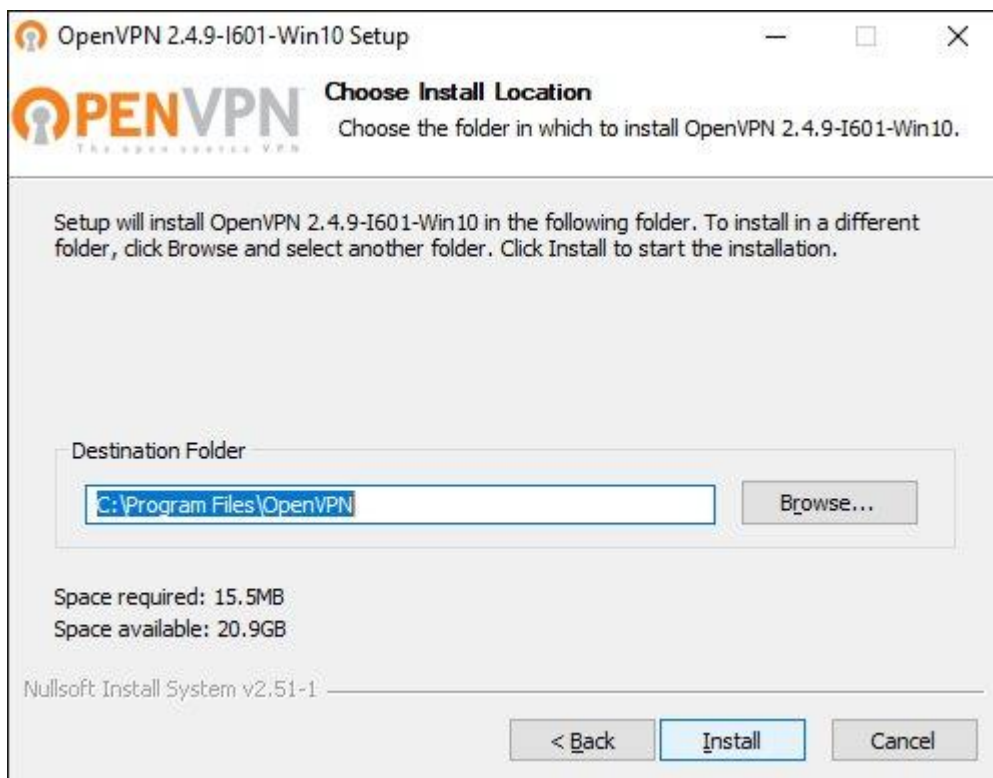 OpenVPN 2.4.9-I601-Win10 Setup
OPENVPN
The open source VPN
Choose Install Location
Choose the folder in which to install OpenVPN 2.4.9-I601-Win10.
Setup will install OpenVPN 2.4.9-I601-Win10 in the following folder. To install in a different
folder, click Browse and select another folder. Click Install to start the installation.
Destination Folder
C:\Program Files\OpenVPN
Browse...
Space required: 15.5MB
Space available: 20.9GB
Nullsoft Install System v2.51-1
< Back
Install
Cancel